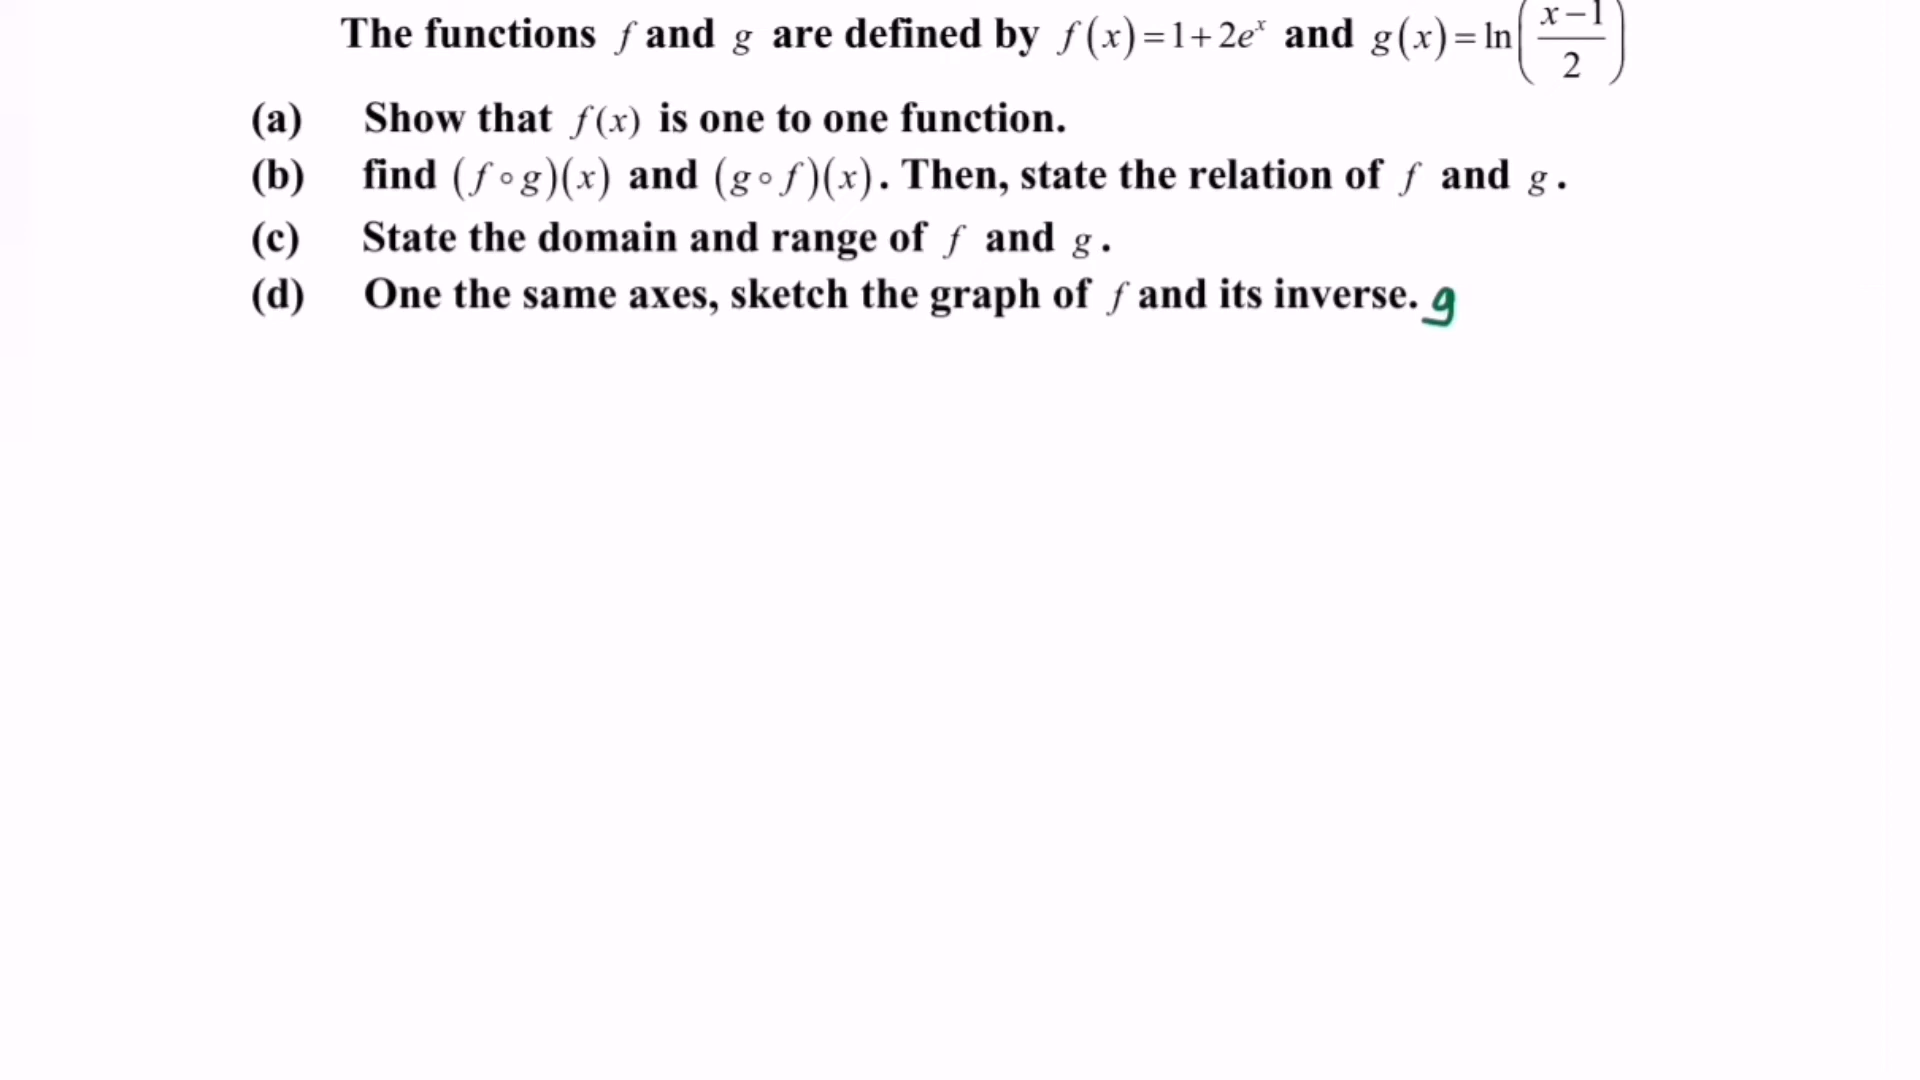 The functions f and g are defined by f(x)=1+2eˣ and g(x)=ln((x−1)/2)
(a) Show that f(x) is one to one function.
(b) find (f∘g)(x) and (g∘f)(x). Then, state the relation of f and g.
(c) State the domain and range of f and g.
(d) One the same axes, sketch the graph of f and its inverse. g